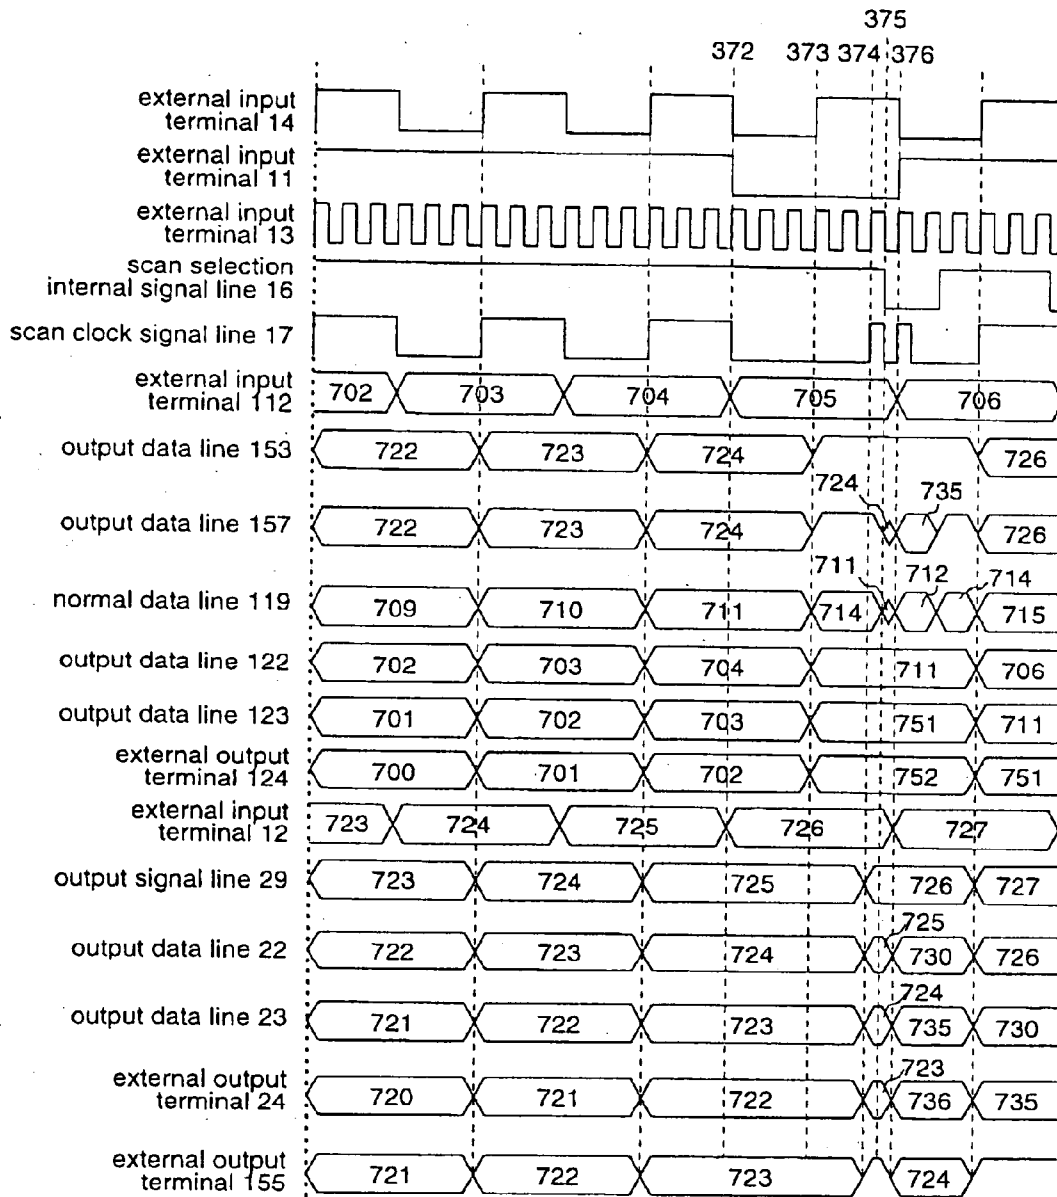 375
372 373 374 376
external input
terminal 14
external input
terminal 11
external input
terminal 13
scan selection
internal signal line 16
scan clock signal line 17
external input
terminal 112
702 703 704 705 706
output data line 153
722 723 724 726
724 735
output data line 157
722 723 724 726
711 712 714
normal data line 119
709 710 711 714 715
output data line 122
702 703 704 711 706
output data line 123
701 702 703 751 711
external output
terminal 124
700 701 702 752 751
external input
terminal 12
723 724 725 726 727
output signal line 29
723 724 725 726 727
725
output data line 22
722 723 724 730 726
724
output data line 23
721 722 723 735 730
723
external output
terminal 24
720 721 722 736 735
external output
terminal 155
721 722 723 724